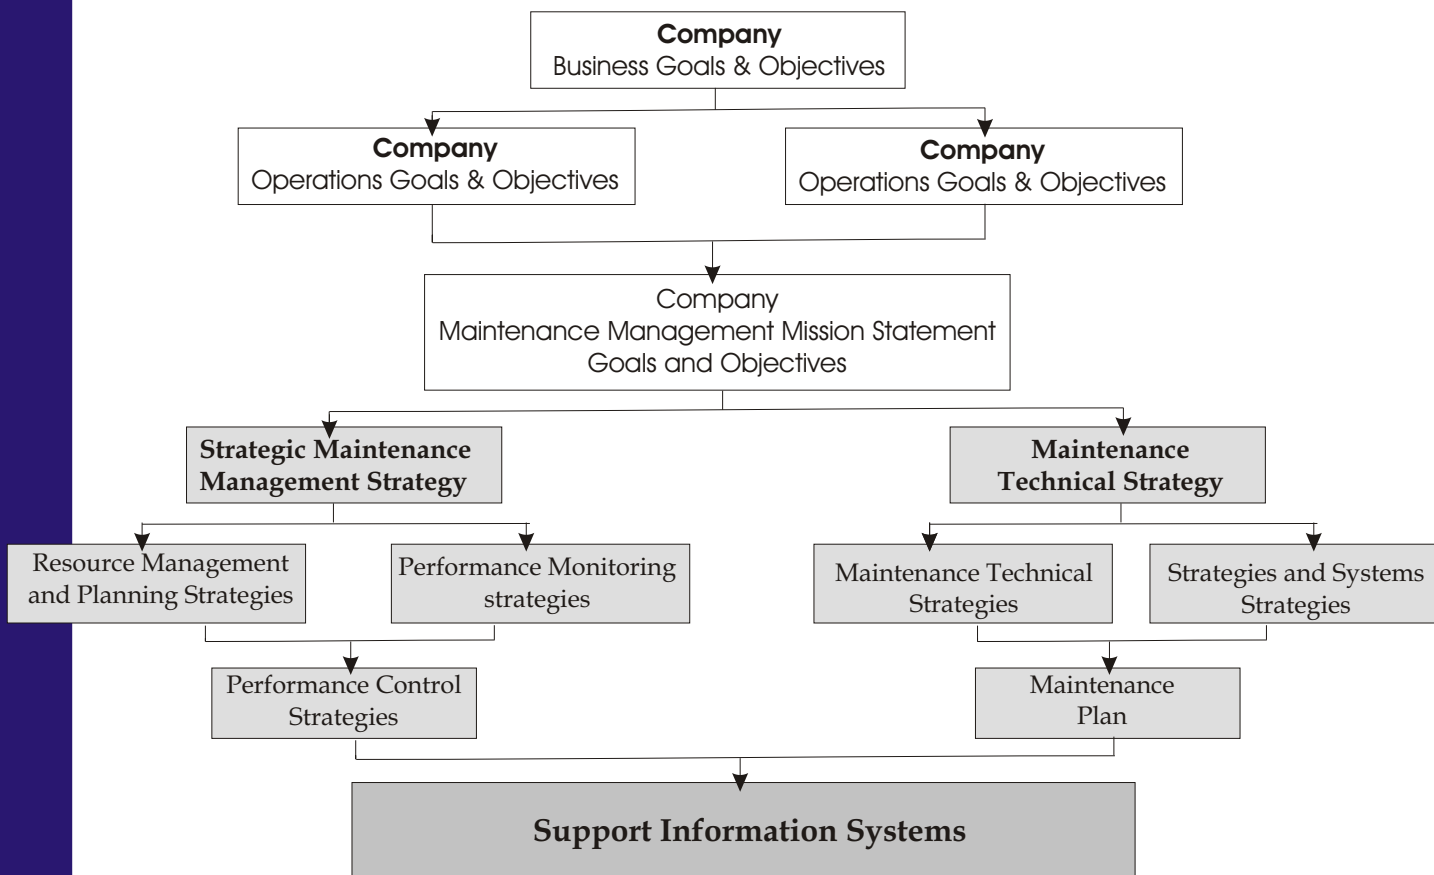 Company
Business Goals & Objectives
Company
Operations Goals & Objectives
Company
Operations Goals & Objectives
Company
Maintenance Management Mission Statement
Goals and Objectives
Strategic Maintenance
Management Strategy
Maintenance
Technical Strategy
Resource Management
and Planning Strategies
Performance Monitoring
strategies
Maintenance Technical
Strategies
Strategies and Systems
Strategies
Performance Control
Strategies
Maintenance
Plan
Support Information Systems